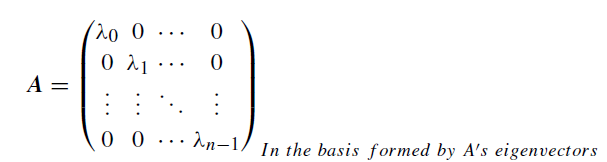 λ0 0 ⋯ 0
0 λ1 ⋯ 0
A =
⋮ ⋮ ⋱ ⋮
0 0 ⋯ λn−1
In the basis formed by A's eigenvectors